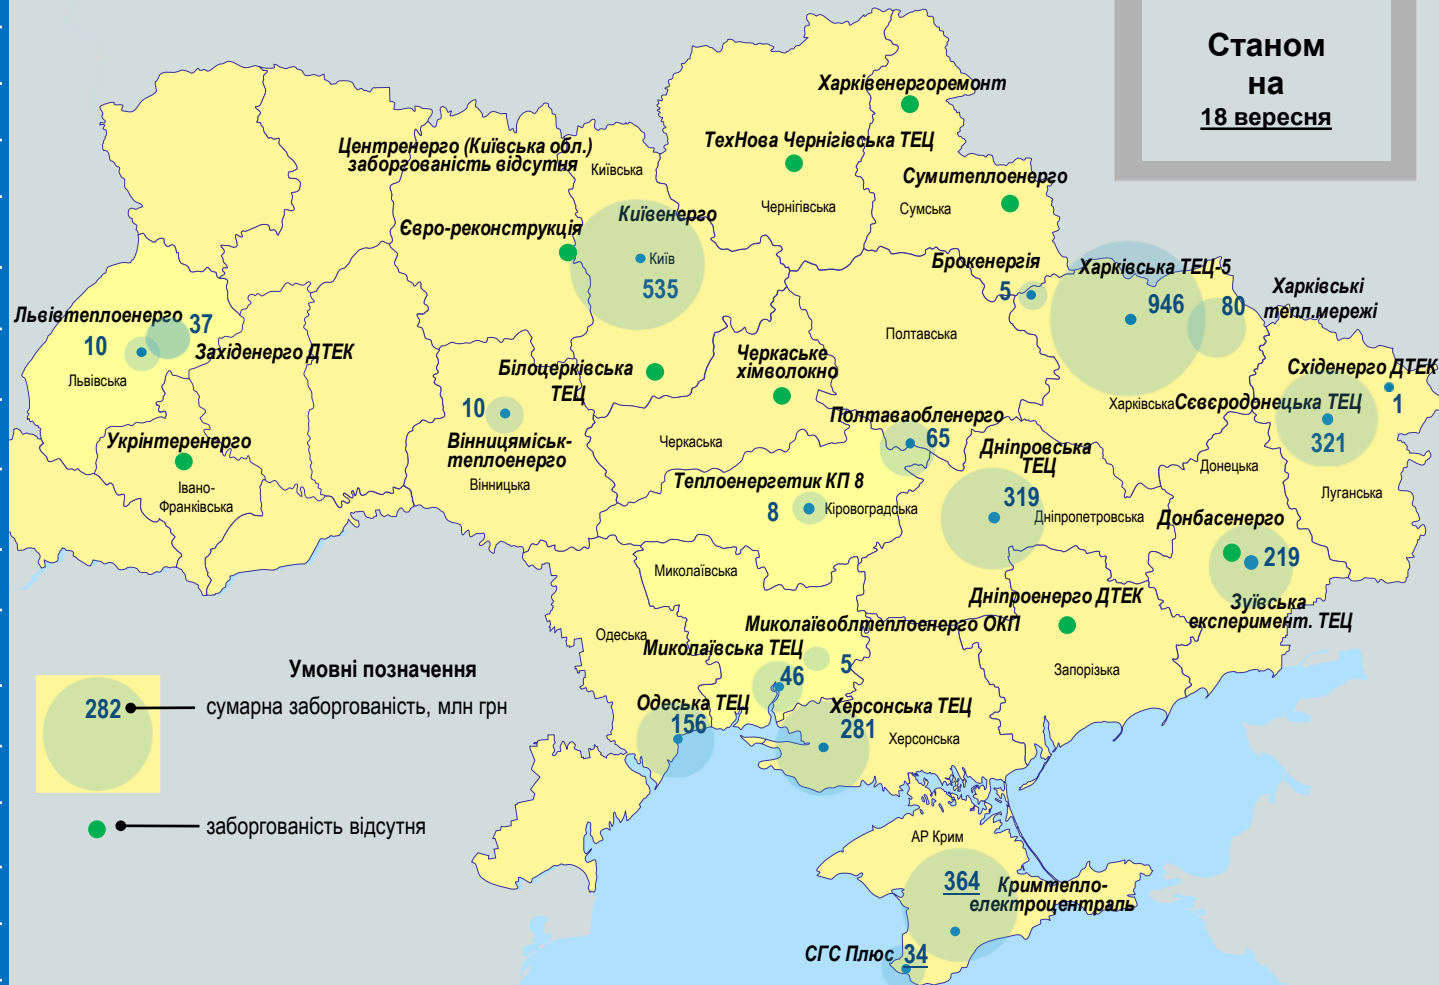 Станом
на
18 вересня
Харківенергоремонт
ТехНова Чернігівська ТЕЦ
Центренерго (Київська обл.)
заборгованість відсутня
Київська
Сумитеплоенерго
Чернігівська
Сумська
Київенерго
Євро-реконструкція
Київ
535
Брокенергія
5
Харківська ТЕЦ-5
946
80
Харківські
тепл.мережі
Львівтеплоенерго
37
10
Західенерго ДТЕК
Львівська
Полтавська
Білоцерківська
ТЕЦ
Черкаське
хімволокно
Східенерго ДТЕК
1
Харківська
Сєвєродонецька ТЕЦ
321
10
Вінницяміськ-
теплоенерго
Вінницька
Полтаваобленерго
65
Укрінтеренерго
Івано-
Франківська
Черкаська
Дніпровська
ТЕЦ
319
Донецька
Луганська
Теплоенергетик КП 8
8
Кіровоградська
Дніпропетровська
Донбасенерго
219
Зуївська
експеримент. ТЕЦ
Миколаївська
Дніпроенерго ДТЕК
Миколаївоблтеплоенерго ОКП
Одеська
Миколаївська ТЕЦ
46
5
Запорізька
Одеська ТЕЦ
156
Херсонська ТЕЦ
281
Херсонська
Умовні позначення
282
сумарна заборгованість, млн грн
заборгованість відсутня
АР Крим
364
Кримтепло-
електроцентраль
СГС Плюс
34